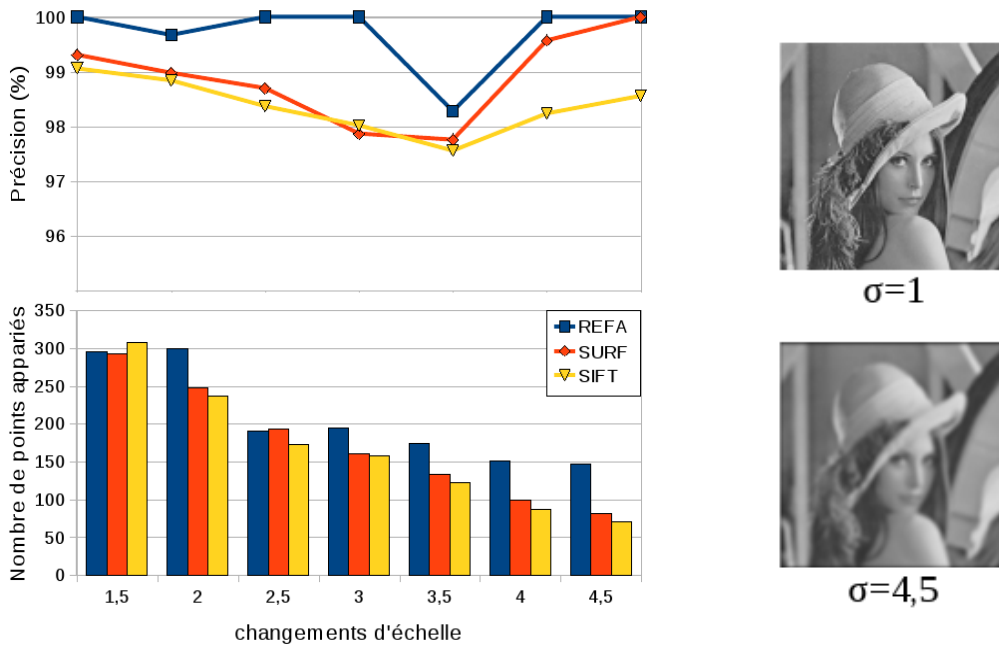 Précision (%)
100
99
98
97
96
Nombre de points appariés
350
300
250
200
150
100
50
0
REFA
SURF
SIFT
1,5 2 2,5 3 3,5 4 4,5
changements d'échelle
σ=1
σ=4,5